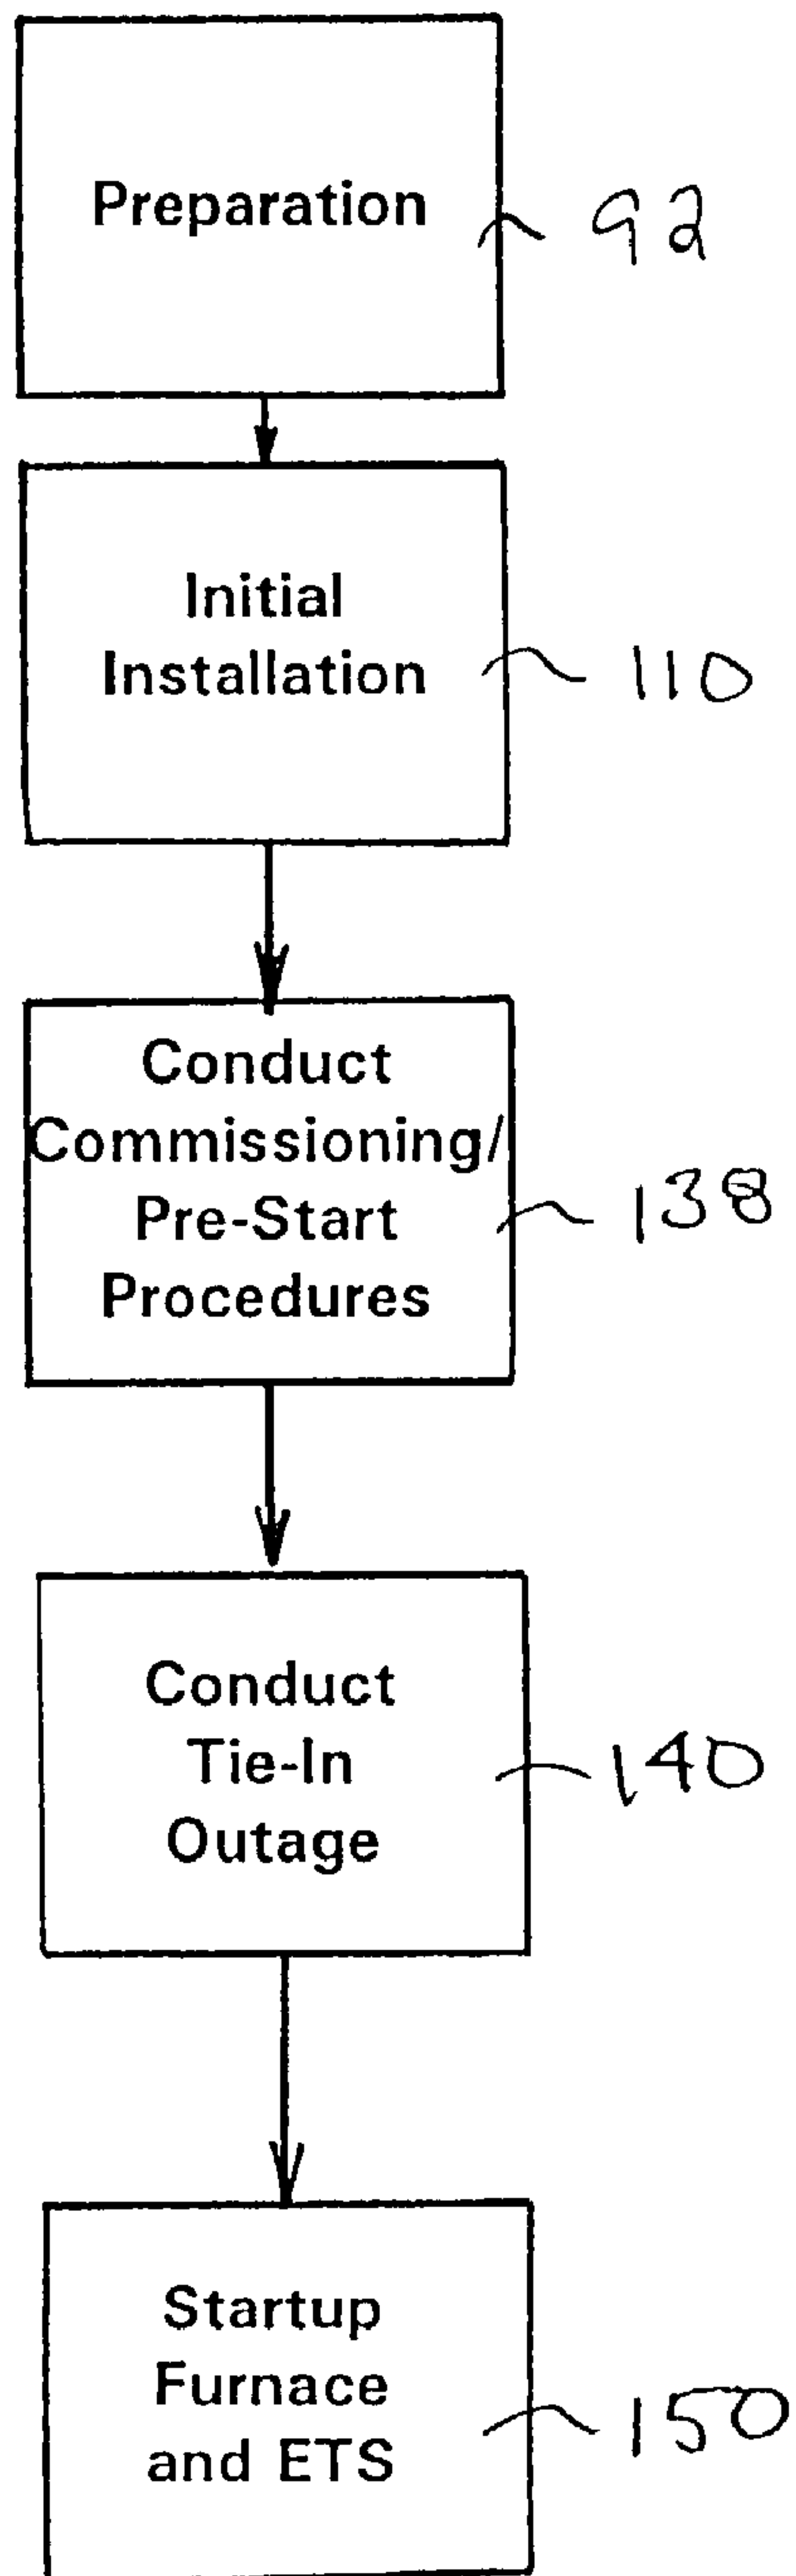 Preparation
92
Initial
Installation
110
Conduct
Commissioning/
Pre-Start
138
Procedures
Conduct
Tie-In
140
Outage
Startup
Furnace
150
and ETS